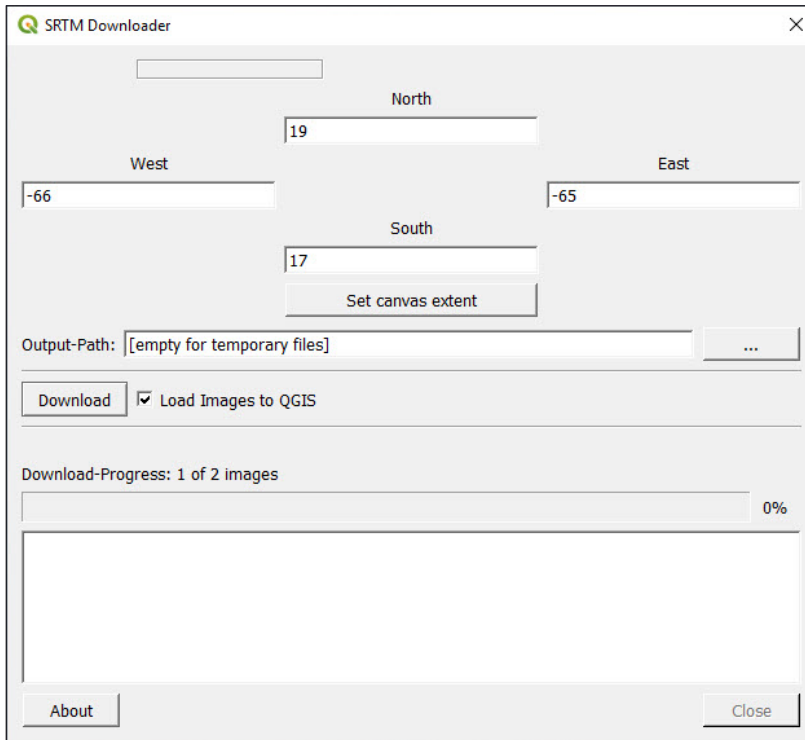 SRTM Downloader
North
19
West
East
-66
-65
South
17
Set canvas extent
Output-Path: [empty for temporary files] ...
Download Load Images to QGIS
Download-Progress: 1 of 2 images
0%
About
Close